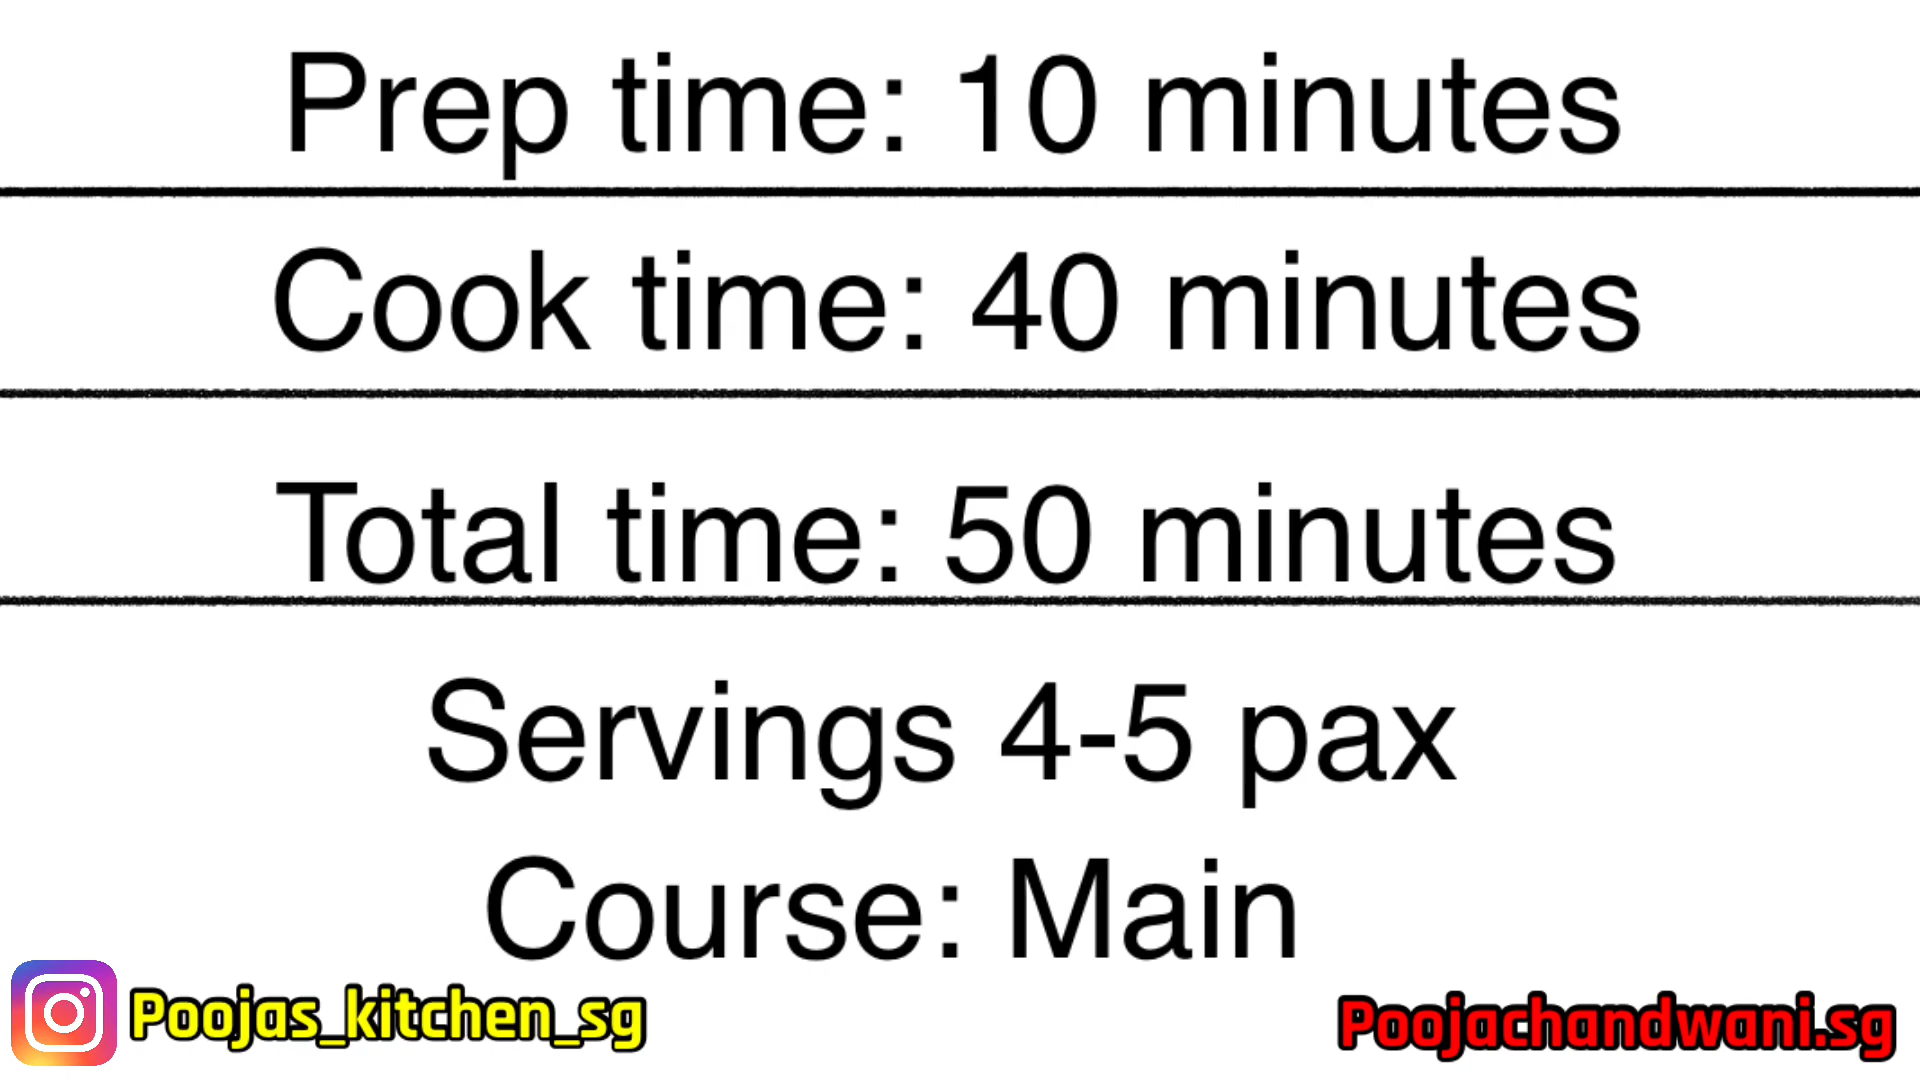 Prep time: 10 minutes
Cook time: 40 minutes
Total time: 50 minutes
Servings 4-5 pax
Course: Main
Poojas_kitchen_sg
Poojachandwani.sg